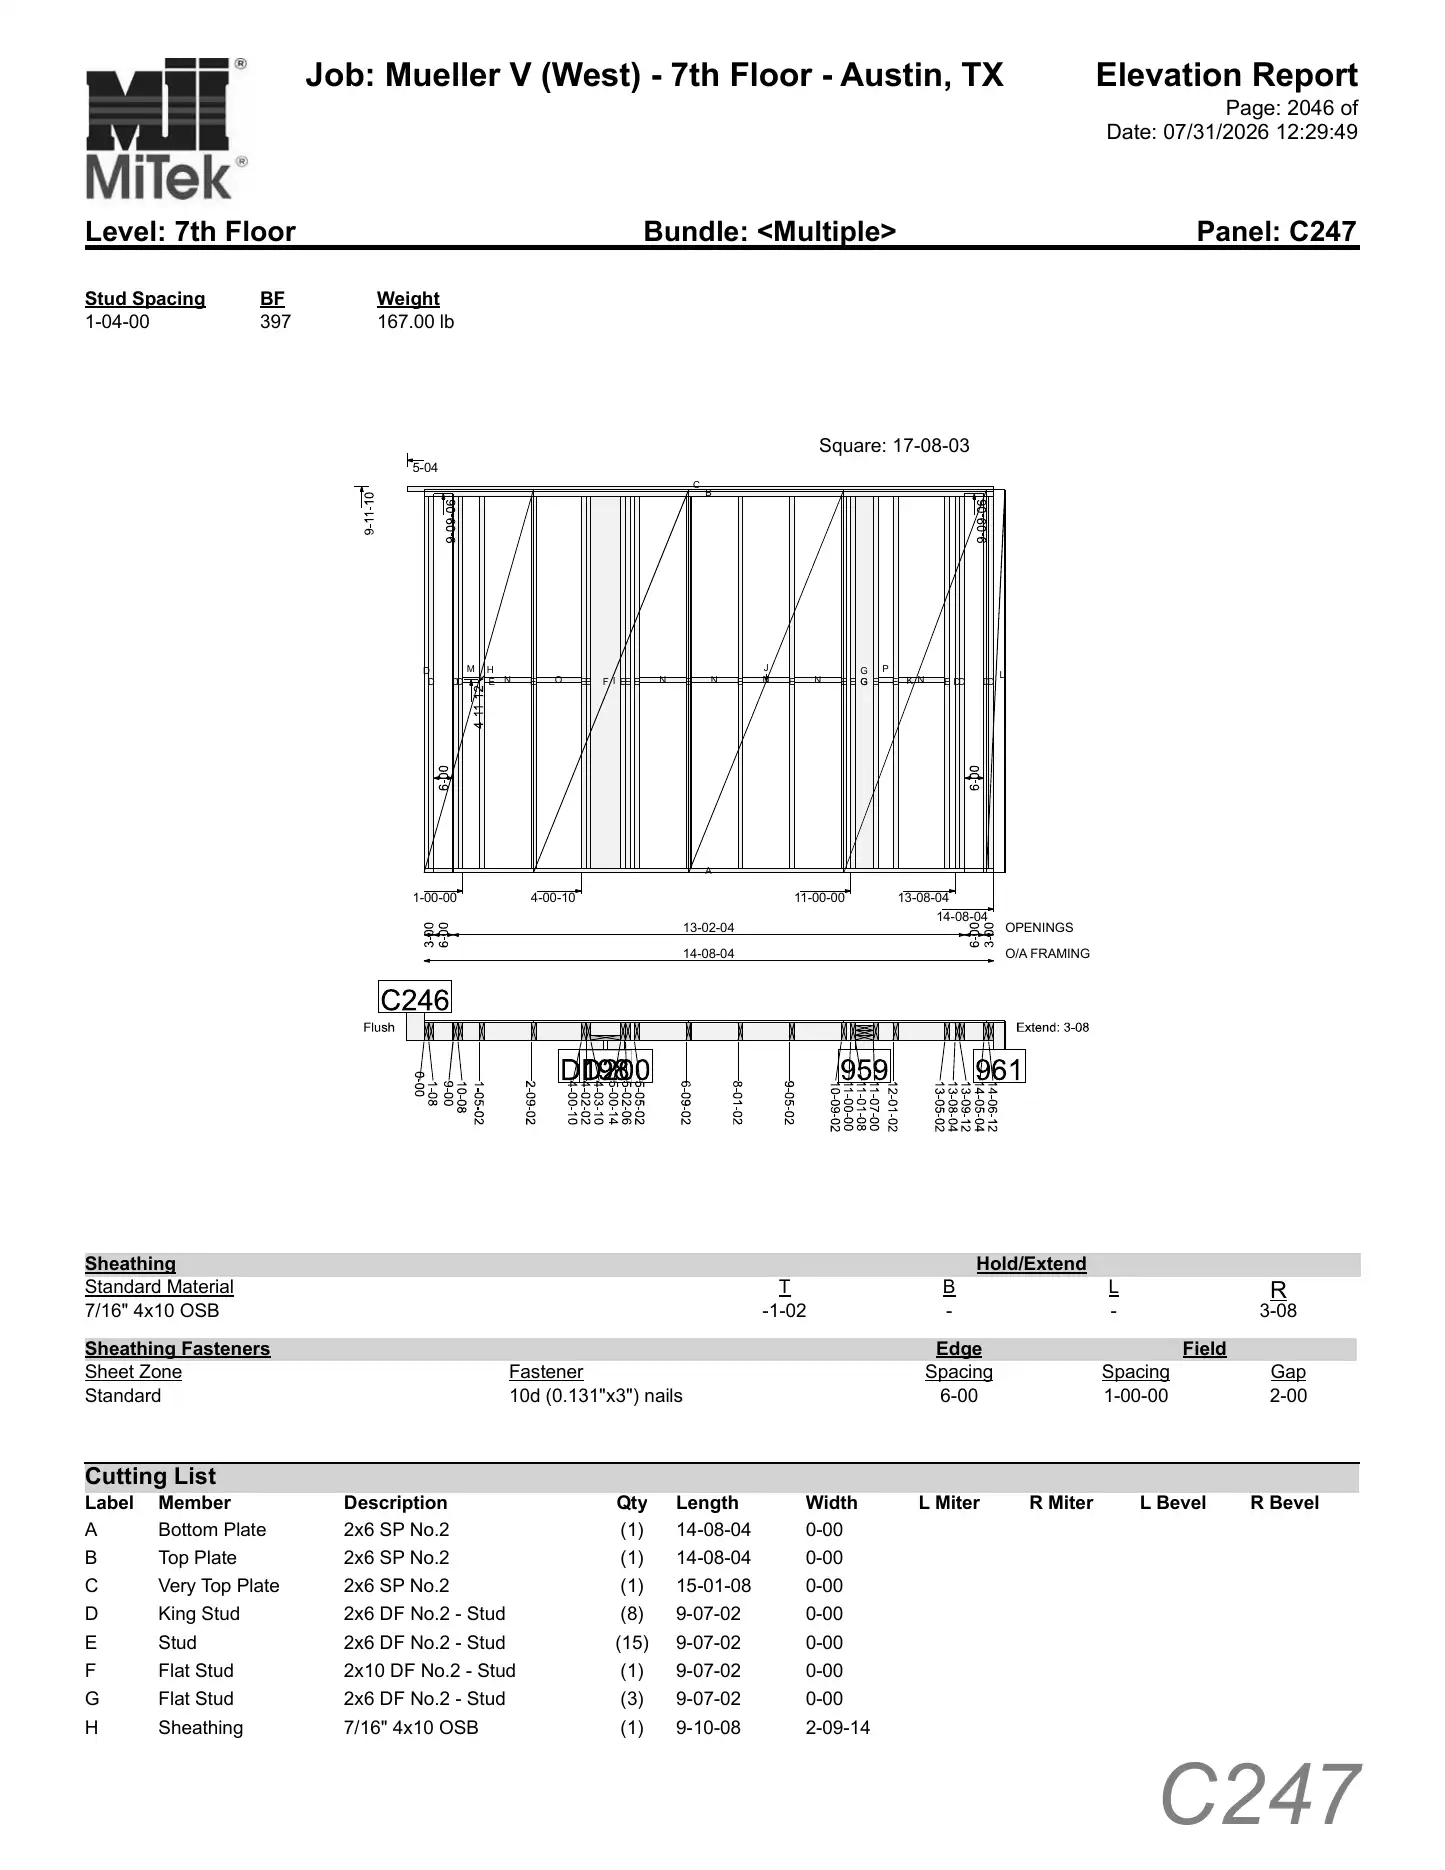 Job: Mueller V (West) - 7th Floor - Austin, TX
Elevation Report
Page: 2046 of
Date: 07/31/2026 12:29:49
MiTek®
Level: 7th Floor Bundle: <Multiple> Panel: C247
Stud Spacing BF Weight
1-04-00 397 167.00 lb
Square: 17-08-03
5-04
C
B
9-11-10
9-09-06
9-09-06
D M H J G P L
D D E N O F I N N N N G K N E D
4-11-12
6-00
6-00
A
1-00-00 4-00-10 11-00-00 13-08-04
14-08-04
3-00 6-00 13-02-04 6-00 3-00 OPENINGS
14-08-04 O/A FRAMING
C246
Flush
Extend: 3-08
959 961
0-00 1-08 9-00 10-08 1-05-02 2-09-02 4-00-10 4-02-02 4-03-10 5-00-14 5-02-06 5-05-02 6-09-02 8-01-02 9-05-02 10-09-02 11-00-00 11-01-08 11-07-00 12-01-02 13-05-02 13-08-04 13-09-12 14-05-04 14-06-12
Sheathing Hold/Extend
Standard Material T B L R
7/16" 4x10 OSB -1-02 - - 3-08
Sheathing Fasteners Edge Field
Sheet Zone Fastener Spacing Spacing Gap
Standard 10d (0.131"x3") nails 6-00 1-00-00 2-00
Cutting List
Label Member Description Qty Length Width L Miter R Miter L Bevel R Bevel
A Bottom Plate 2x6 SP No.2 (1) 14-08-04 0-00
B Top Plate 2x6 SP No.2 (1) 14-08-04 0-00
C Very Top Plate 2x6 SP No.2 (1) 15-01-08 0-00
D King Stud 2x6 DF No.2 - Stud (8) 9-07-02 0-00
E Stud 2x6 DF No.2 - Stud (15) 9-07-02 0-00
F Flat Stud 2x10 DF No.2 - Stud (1) 9-07-02 0-00
G Flat Stud 2x6 DF No.2 - Stud (3) 9-07-02 0-00
H Sheathing 7/16" 4x10 OSB (1) 9-10-08 2-09-14
C247